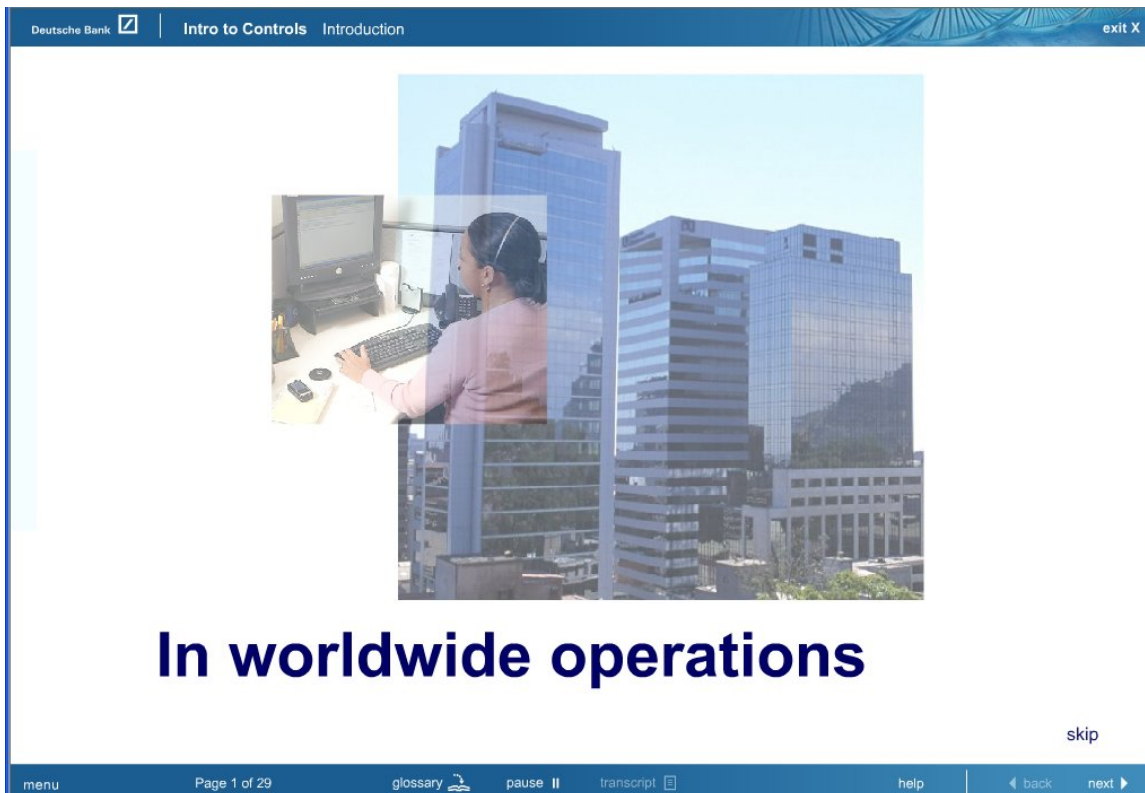 Deutsche Bank Intro to Controls Introduction exit X
In worldwide operations
skip
menu Page 1 of 29 glossary pause transcript help back next